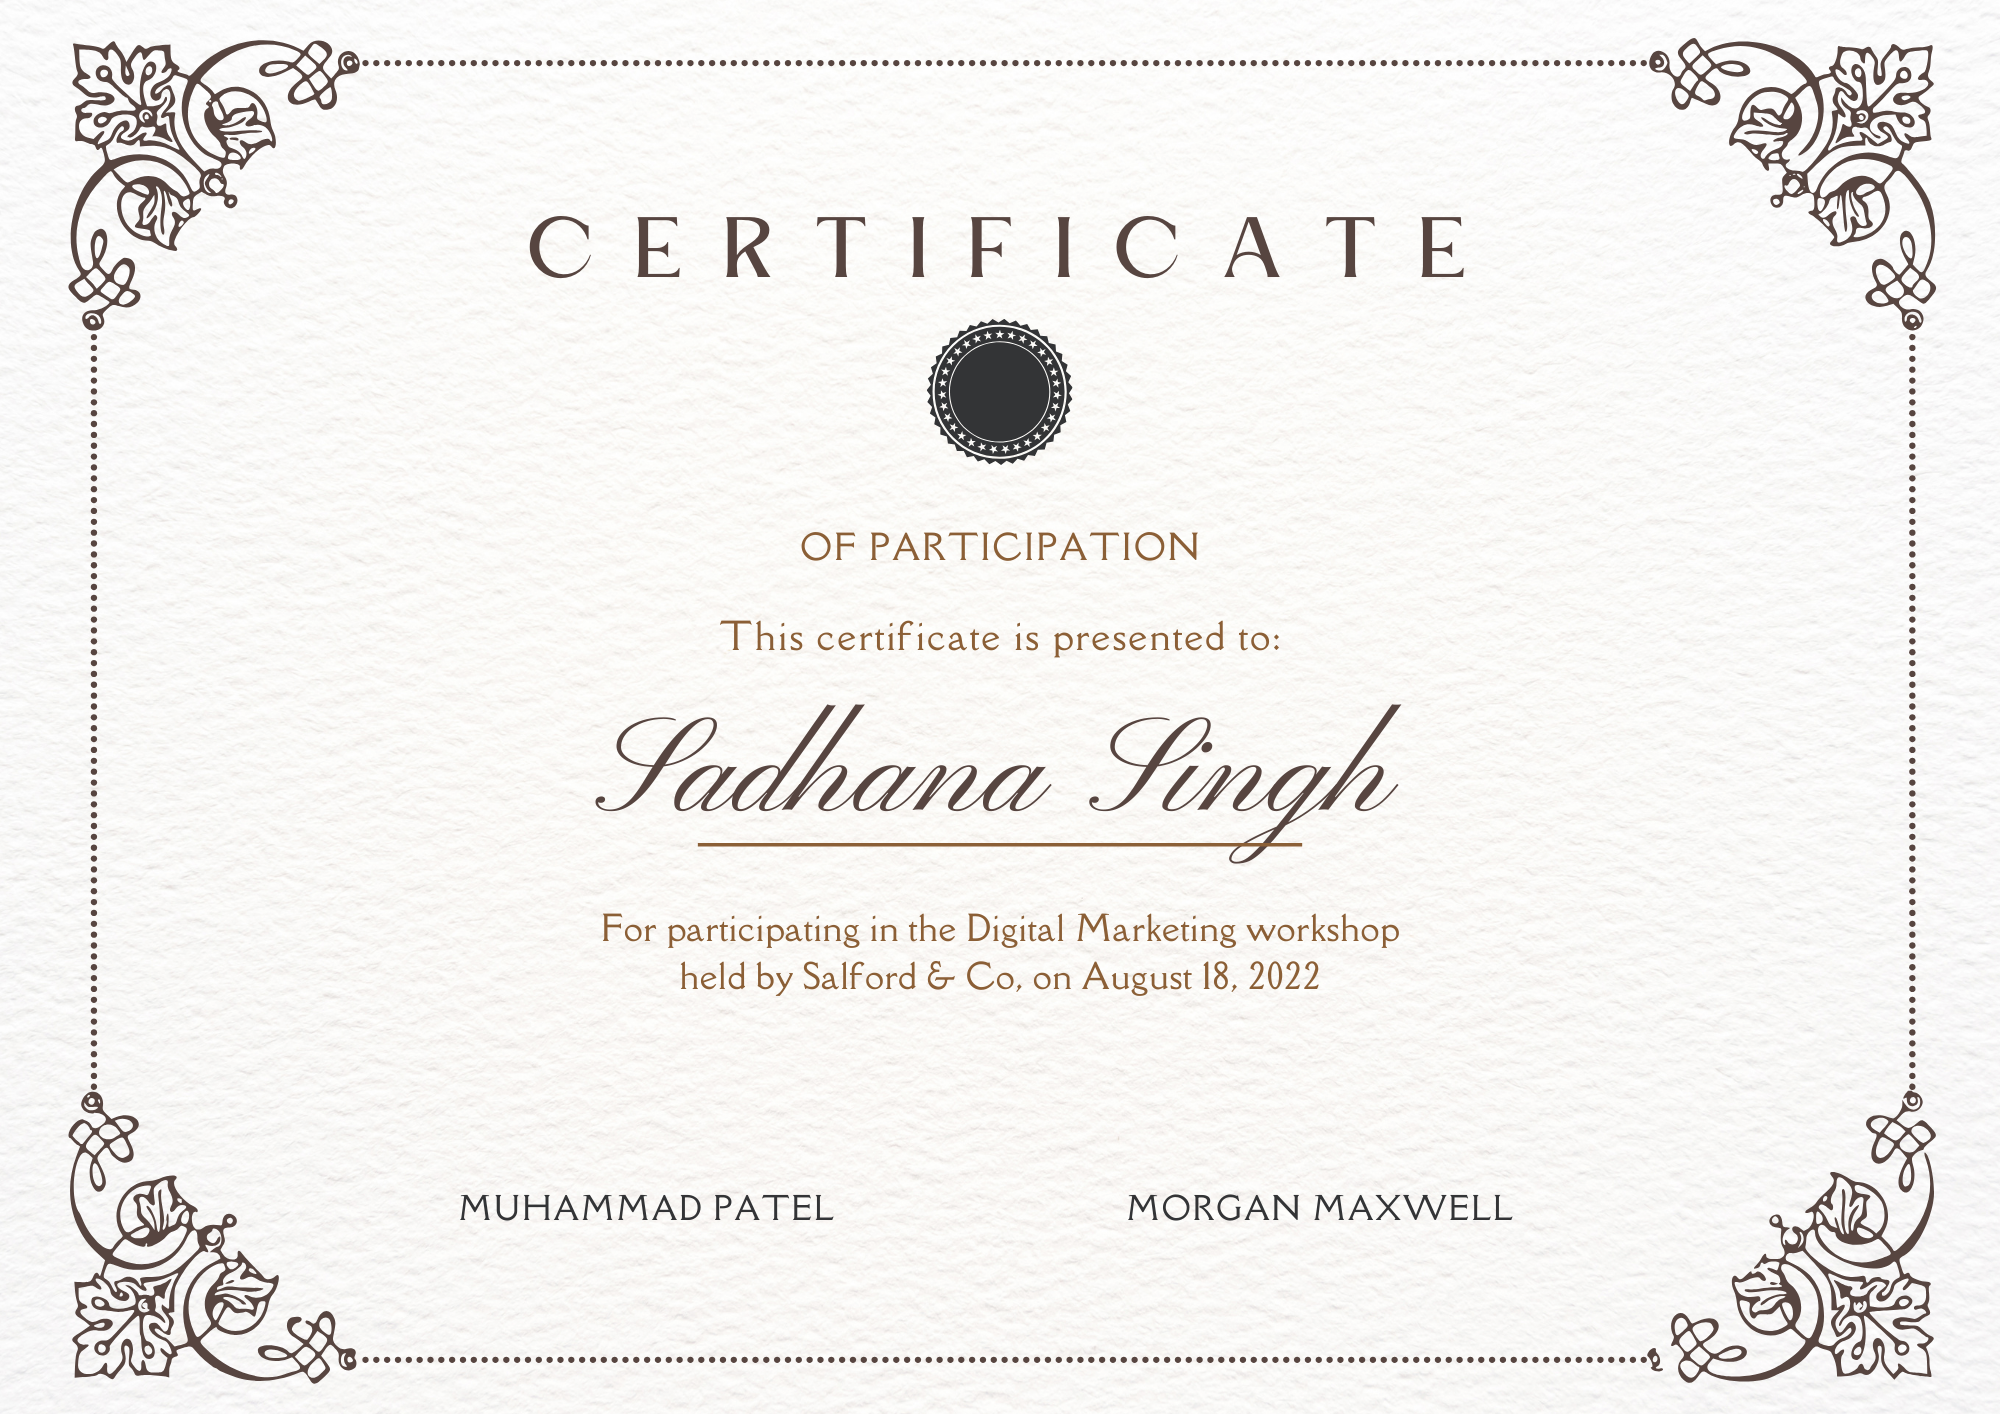 CERTIFICATE
OF PARTICIPATION
This certificate is presented to:
Sadhana Singh
For participating in the Digital Marketing workshop
held by Salford & Co, on August 18, 2022
MUHAMMAD PATEL
MORGAN MAXWELL